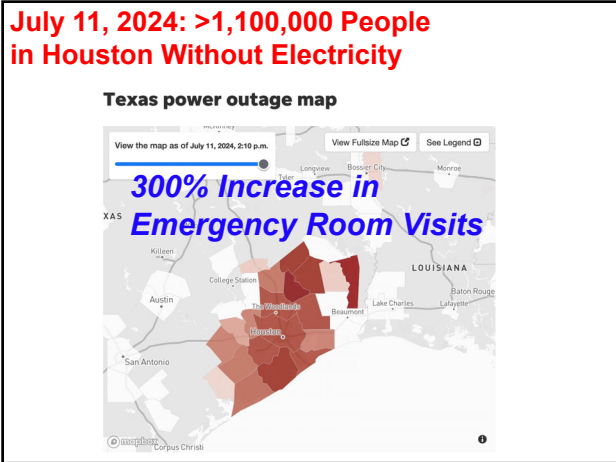 July 11, 2024: >1,100,000 People
in Houston Without Electricity
Texas power outage map
View the map as of July 11, 2024, 2:10 p.m.
View Fullsize Map
See Legend
McKinney
Tyler
Longview
Bossier City
Monroe
300% Increase in
Emergency Room Visits
XAS
Killeen
LOUISIANA
College Station
Austin
The Woodlands
Beaumont
Lake Charles
Baton Rouge
Lafayette
Houston
San Antonio
mapbox
Corpus Christi